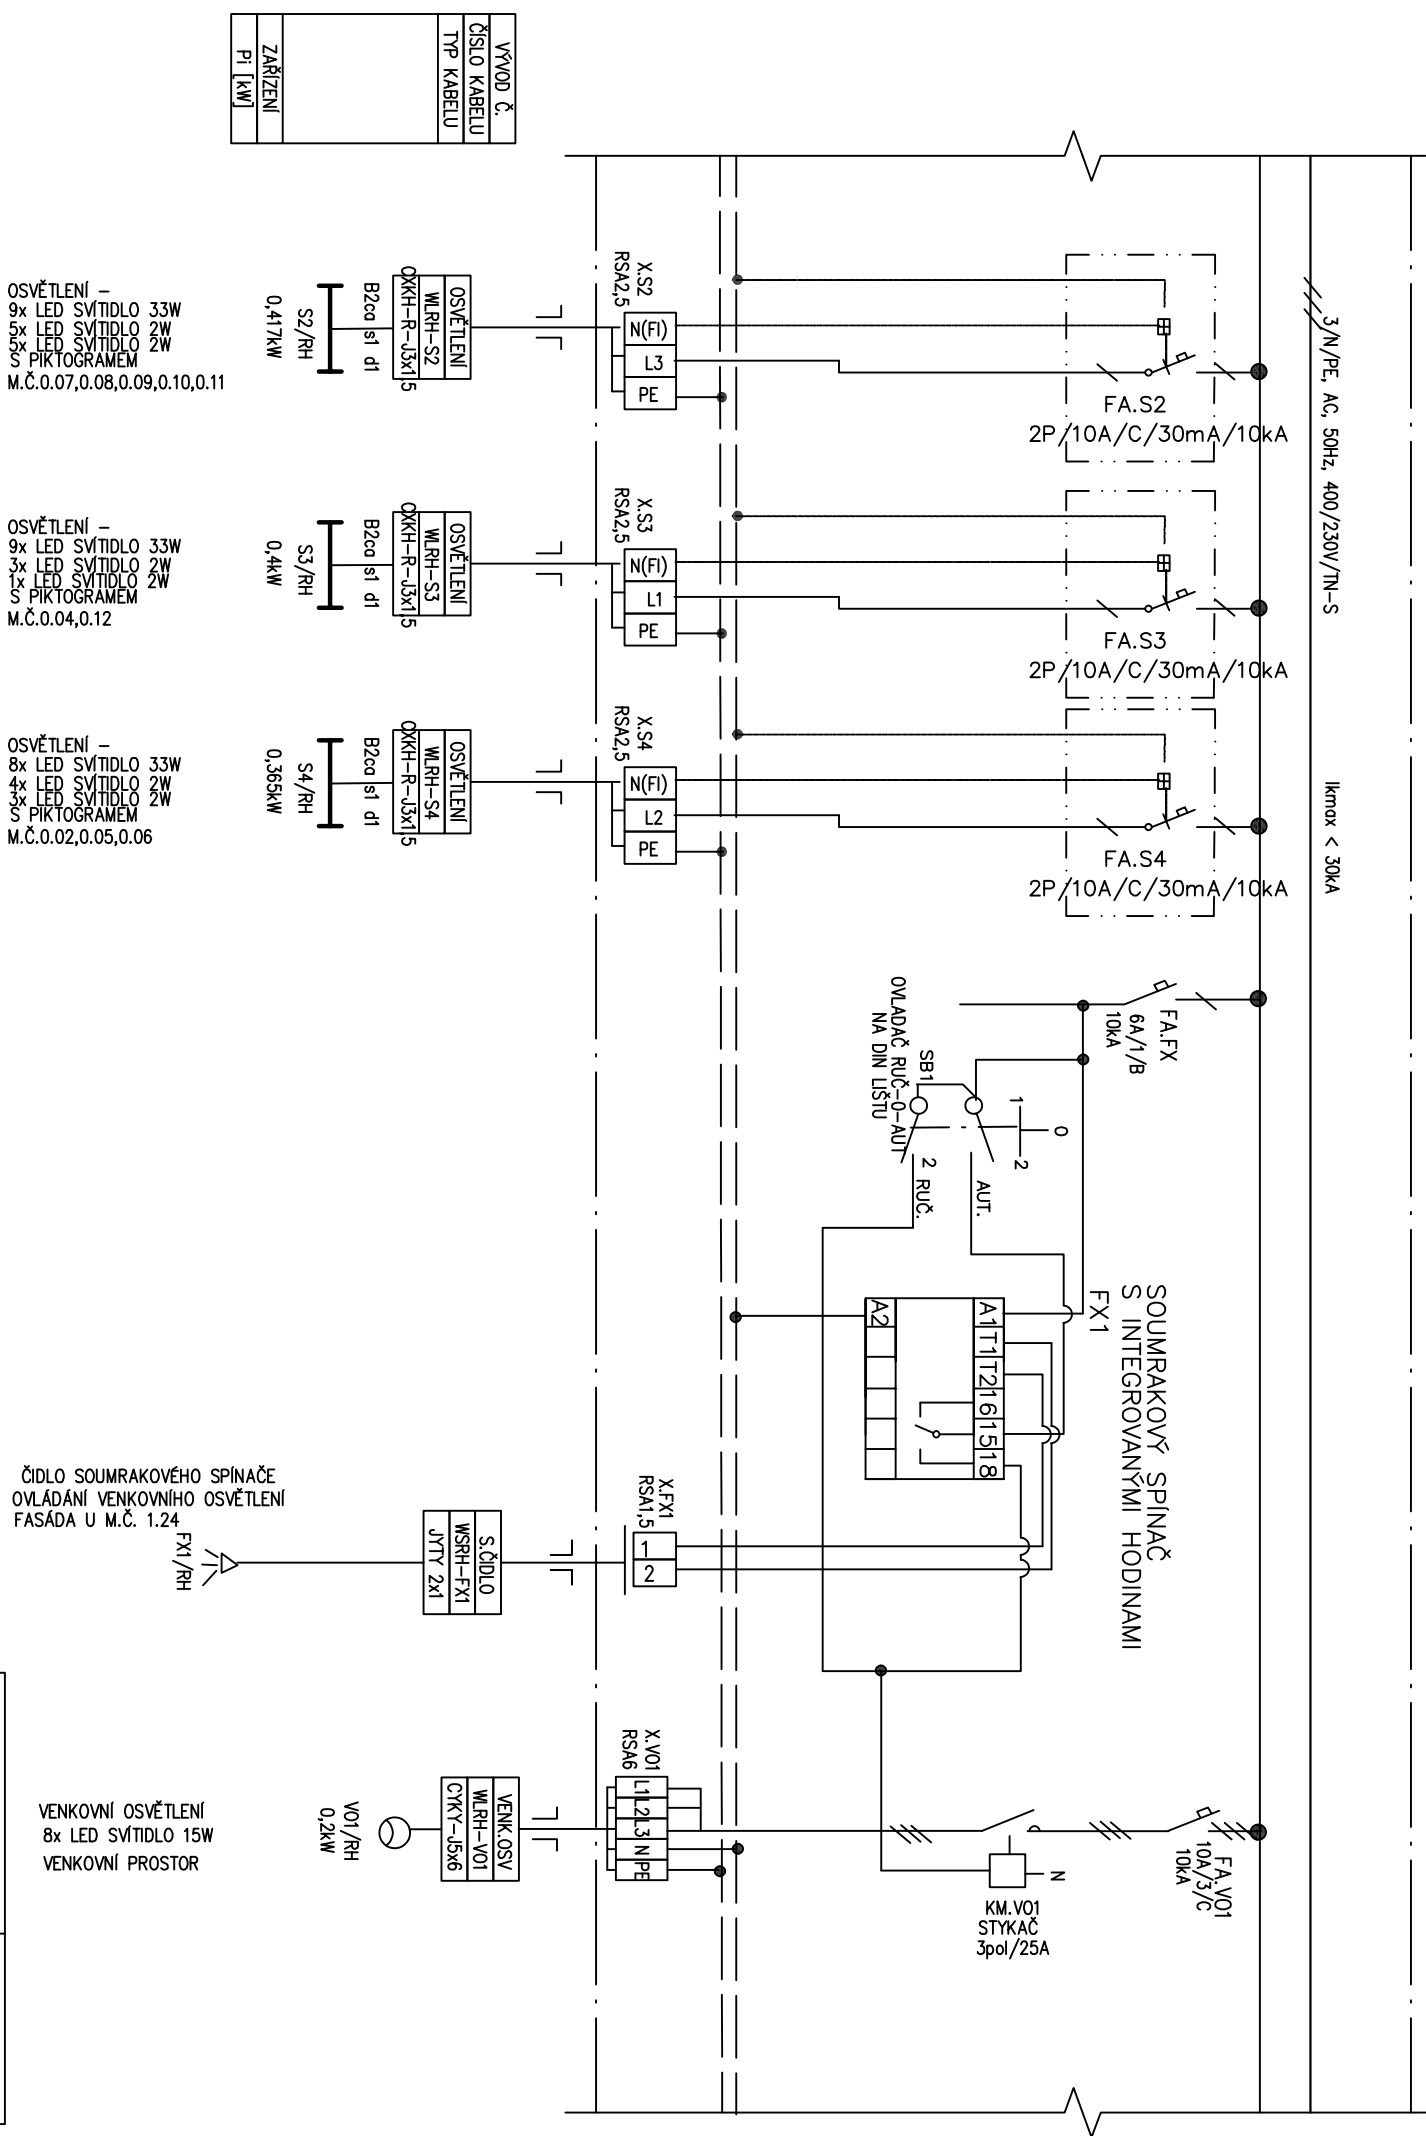 VÝVOD Č.
ČÍSLO KABELU
TYP KABELU
ZAŘÍZENÍ
Pi [kW]
3/N/PE, AC, 50Hz, 400/230V/TN-S
Ikmax < 30kA
OSVĚTLENÍ -
9x LED SVÍTIDLO 33W
5x LED SVÍTIDLO 2W
5x LED SVÍTIDLO 2W
S PIKTOGRAMEM
M.Č.0.07,0.08,0.09,0.10,0.11
S2/RH
0,417kW
OSVĚTLENÍ
WLRH-S2
CXKH-R-J3x1,5
B2ca s1 d1
X.S2
RSA2,5
N(FI)
L3
PE
FA.S2
2P/10A/C/30mA/10kA
OSVĚTLENÍ -
9x LED SVÍTIDLO 33W
3x LED SVÍTIDLO 2W
1x LED SVÍTIDLO 2W
S PIKTOGRAMEM
M.Č.0.04,0.12
S3/RH
0,4kW
OSVĚTLENÍ
WLRH-S3
CXKH-R-J3x1,5
B2ca s1 d1
X.S3
RSA2,5
N(FI)
L1
PE
FA.S3
2P/10A/C/30mA/10kA
OSVĚTLENÍ -
8x LED SVÍTIDLO 33W
4x LED SVÍTIDLO 2W
3x LED SVÍTIDLO 2W
S PIKTOGRAMEM
M.Č.0.02,0.05,0.06
S4/RH
0,365kW
OSVĚTLENÍ
WLRH-S4
CXKH-R-J3x1,5
B2ca s1 d1
X.S4
RSA2,5
N(FI)
L2
PE
FA.S4
2P/10A/C/30mA/10kA
FA.FX
6A/1/B
10kA
SB1
OVLADAČ RUČ-0-AUT
NA DIN LIŠTU
1
0
2
2 RUČ.
AUT.
SOUMRAKOVÝ SPÍNAČ
S INTEGROVANÝMI HODINAMI
FX1
A1 T1 T2 16 15 18
A2
ČIDLO SOUMRAKOVÉHO SPÍNAČE
OVLÁDÁNÍ VENKOVNÍHO OSVĚTLENÍ
FASÁDA U M.Č. 1.24
FX1/RH
S.ČIDLO
WSRH-FX1
JYTY 2x1
X.FX1
RSA1,5
1
2
VENKOVNÍ OSVĚTLENÍ
8x LED SVÍTIDLO 15W
VENKOVNÍ PROSTOR
VO1/RH
0,2kW
VENK.OSV
WLRH-VO1
CYKY-J5x6
X.VO1
RSA6
L1 L2 L3 N PE
N
KM.VO1
STYKAČ
3pol/25A
FA.VO1
10A/3/C
10kA